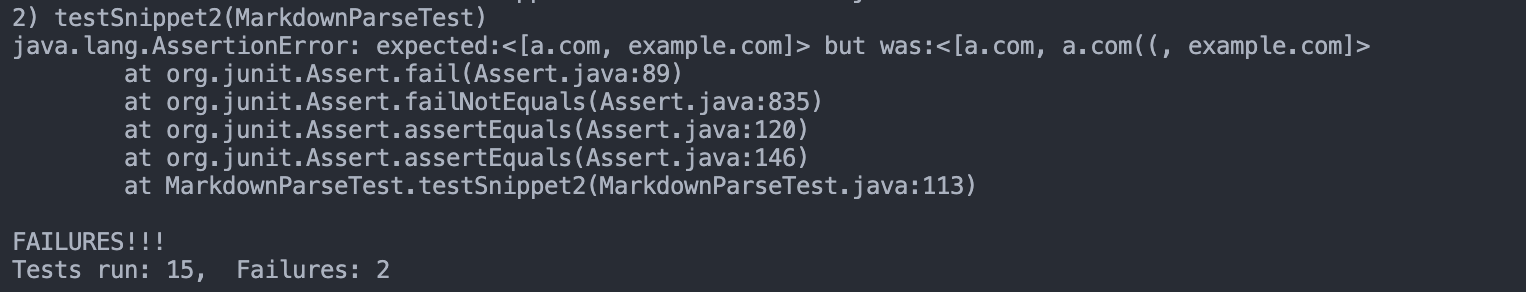 2) testSnippet2(MarkdownParseTest)
java.lang.AssertionError: expected:<[a.com, example.com]> but was:<[a.com, a.com((, example.com]>
        at org.junit.Assert.fail(Assert.java:89)
        at org.junit.Assert.failNotEquals(Assert.java:835)
        at org.junit.Assert.assertEquals(Assert.java:120)
        at org.junit.Assert.assertEquals(Assert.java:146)
        at MarkdownParseTest.testSnippet2(MarkdownParseTest.java:113)

FAILURES!!!
Tests run: 15,  Failures: 2